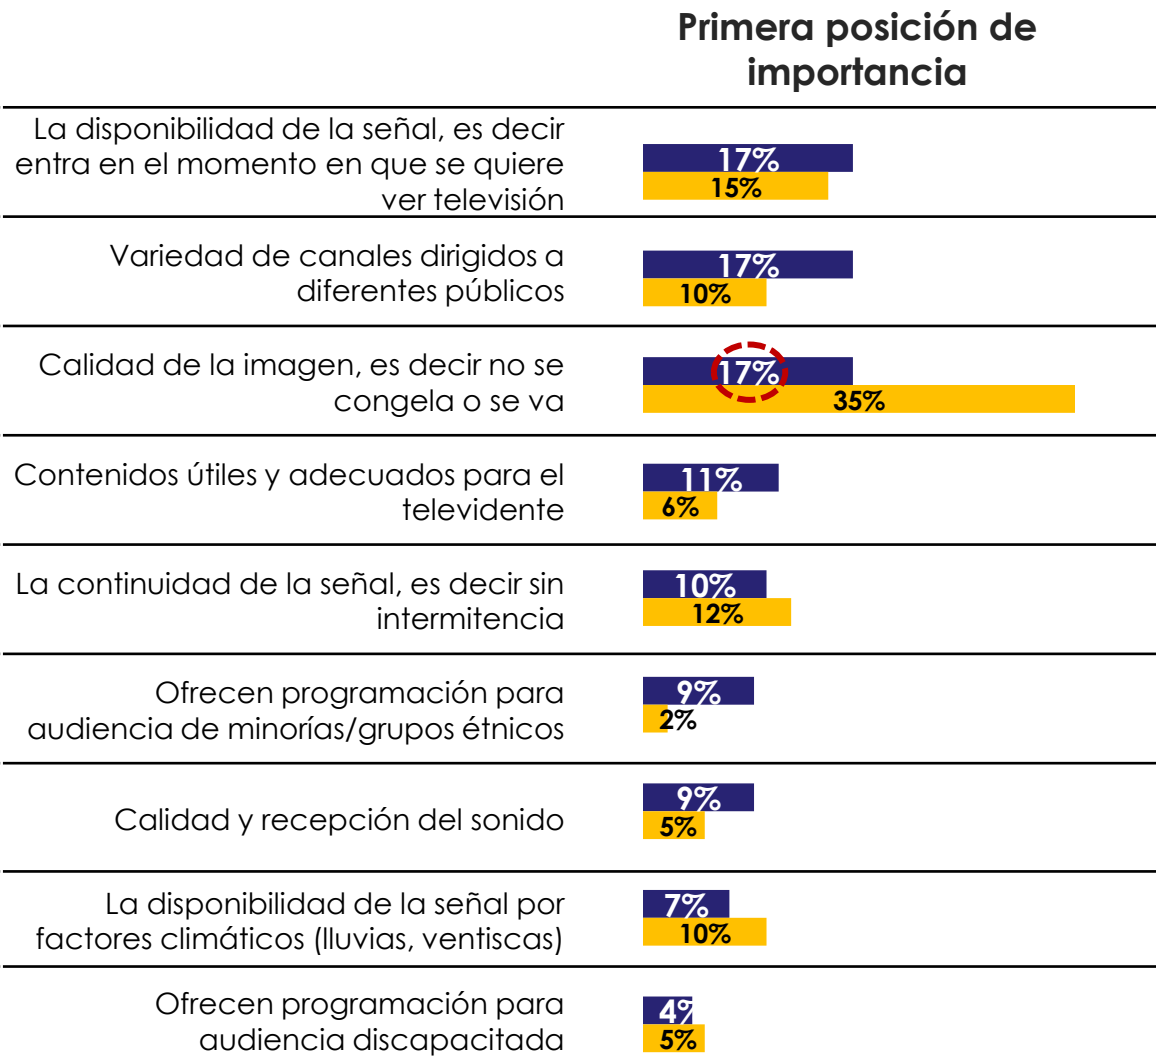 Primera posición de
importancia
La disponibilidad de la señal, es decir
entra en el momento en que se quiere
ver televisión
17%
15%
Variedad de canales dirigidos a
diferentes públicos
17%
10%
Calidad de la imagen, es decir no se
congela o se va
17%
35%
Contenidos útiles y adecuados para el
televidente
11%
6%
La continuidad de la señal, es decir sin
intermitencia
10%
12%
Ofrecen programación para
audiencia de minorías/grupos étnicos
9%
2%
Calidad y recepción del sonido
9%
5%
La disponibilidad de la señal por
factores climáticos (lluvias, ventiscas)
7%
10%
Ofrecen programación para
audiencia discapacitada
4%
5%